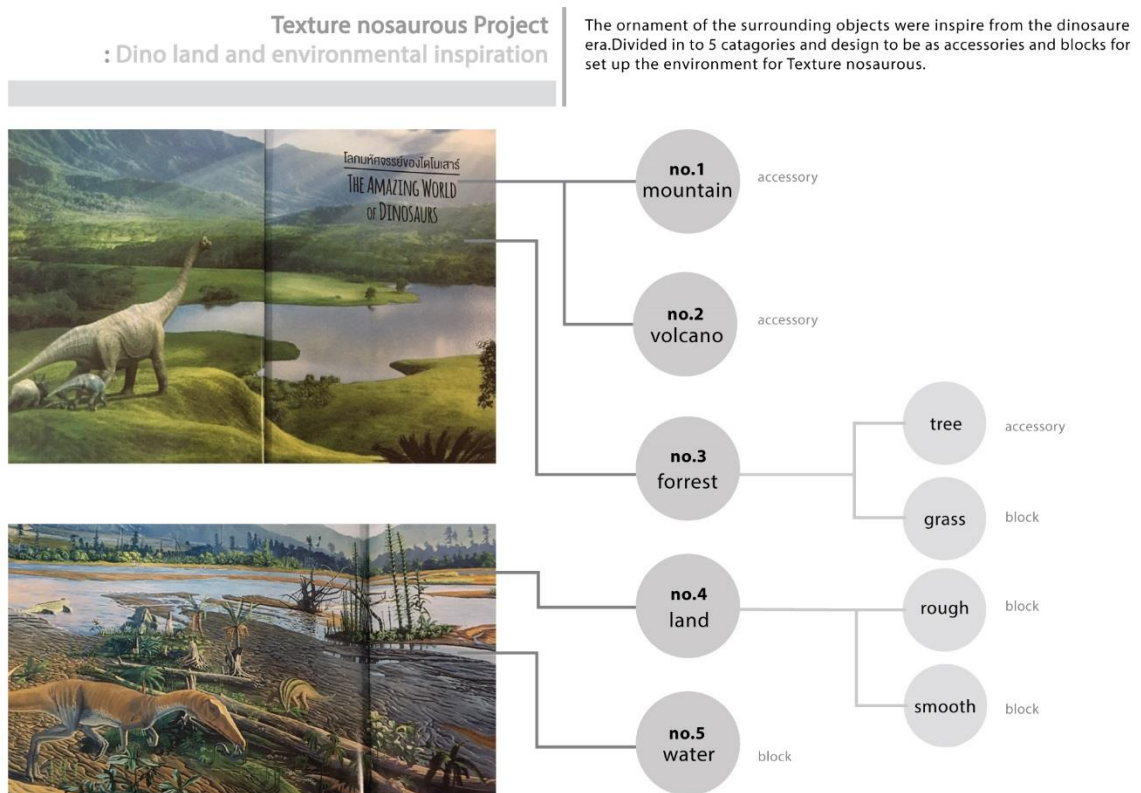 Texture nosaurous Project
: Dino land and environmental inspiration
The ornament of the surrounding objects were inspire from the dinosaure
era.Divided in to 5 catagories and design to be as accessories and blocks for
set up the environment for Texture nosaurous.
โลกมหัศจรรย์ของไดโนเสาร์
THE AMAZING WORLD
OF DINOSAURS
no.1
mountain
accessory
no.2
volcano
accessory
no.3
forrest
tree
accessory
grass
block
no.4
land
rough
block
smooth
block
no.5
water
block